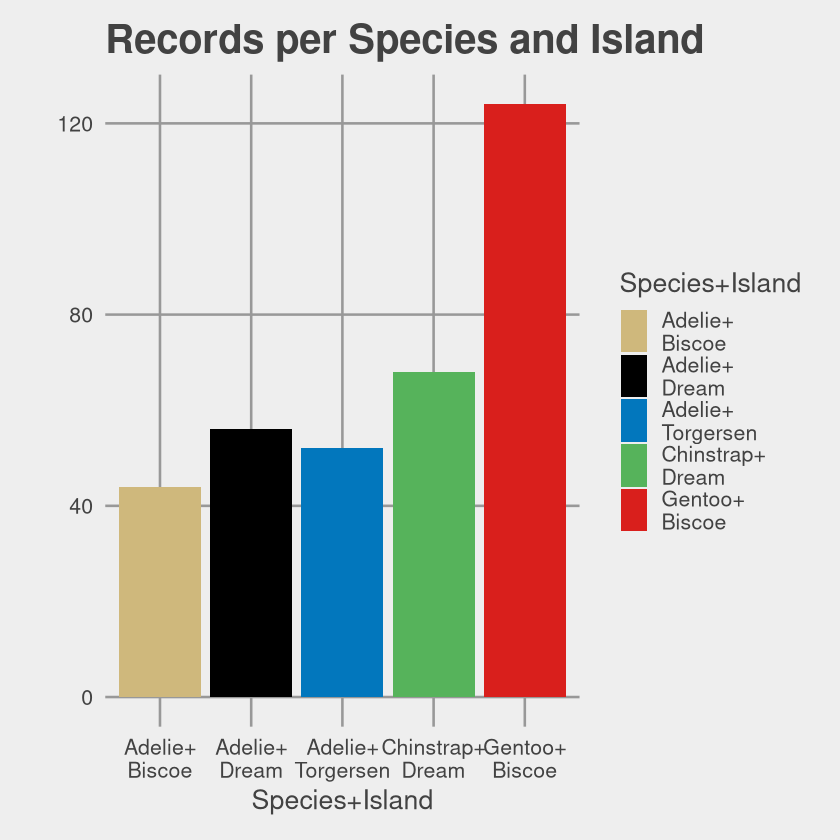 Records per Species and Island
120
80
40
0
Adelie+
Biscoe
Adelie+
Dream
Adelie+
Torgersen
Chinstrap+
Dream
Gentoo+
Biscoe
Species+Island
Species+Island
Adelie+
Biscoe
Adelie+
Dream
Adelie+
Torgersen
Chinstrap+
Dream
Gentoo+
Biscoe